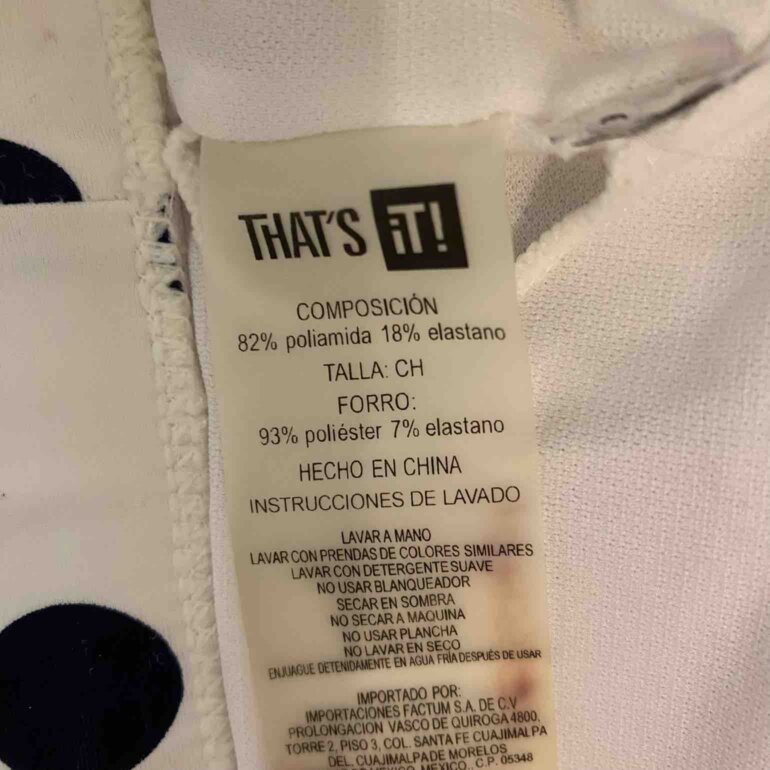 THAT'S iT!
COMPOSICIÓN
82% poliamida 18% elastano
TALLA: CH
FORRO:
93% poliéster 7% elastano
HECHO EN CHINA
INSTRUCCIONES DE LAVADO
LAVAR A MANO
LAVAR CON PRENDAS DE COLORES SIMILARES
LAVAR CON DETERGENTE SUAVE
NO USAR BLANQUEADOR
SECAR EN SOMBRA
NO SECAR A MAQUINA
NO USAR PLANCHA
NO LAVAR EN SECO
ENJUAGUE DETENIDAMENTE EN AGUA FRÍA DESPUÉS DE USAR
IMPORTADO POR:
IMPORTACIONES FACTUM S.A. DE C.V
PROLONGACION VASCO DE QUIROGA 4800,
TORRE 2, PISO 3, COL. SANTA FE CUAJIMALPA
DEL. CUAJIMALPA DE MORELOS
MEXICO, C.P. 05348